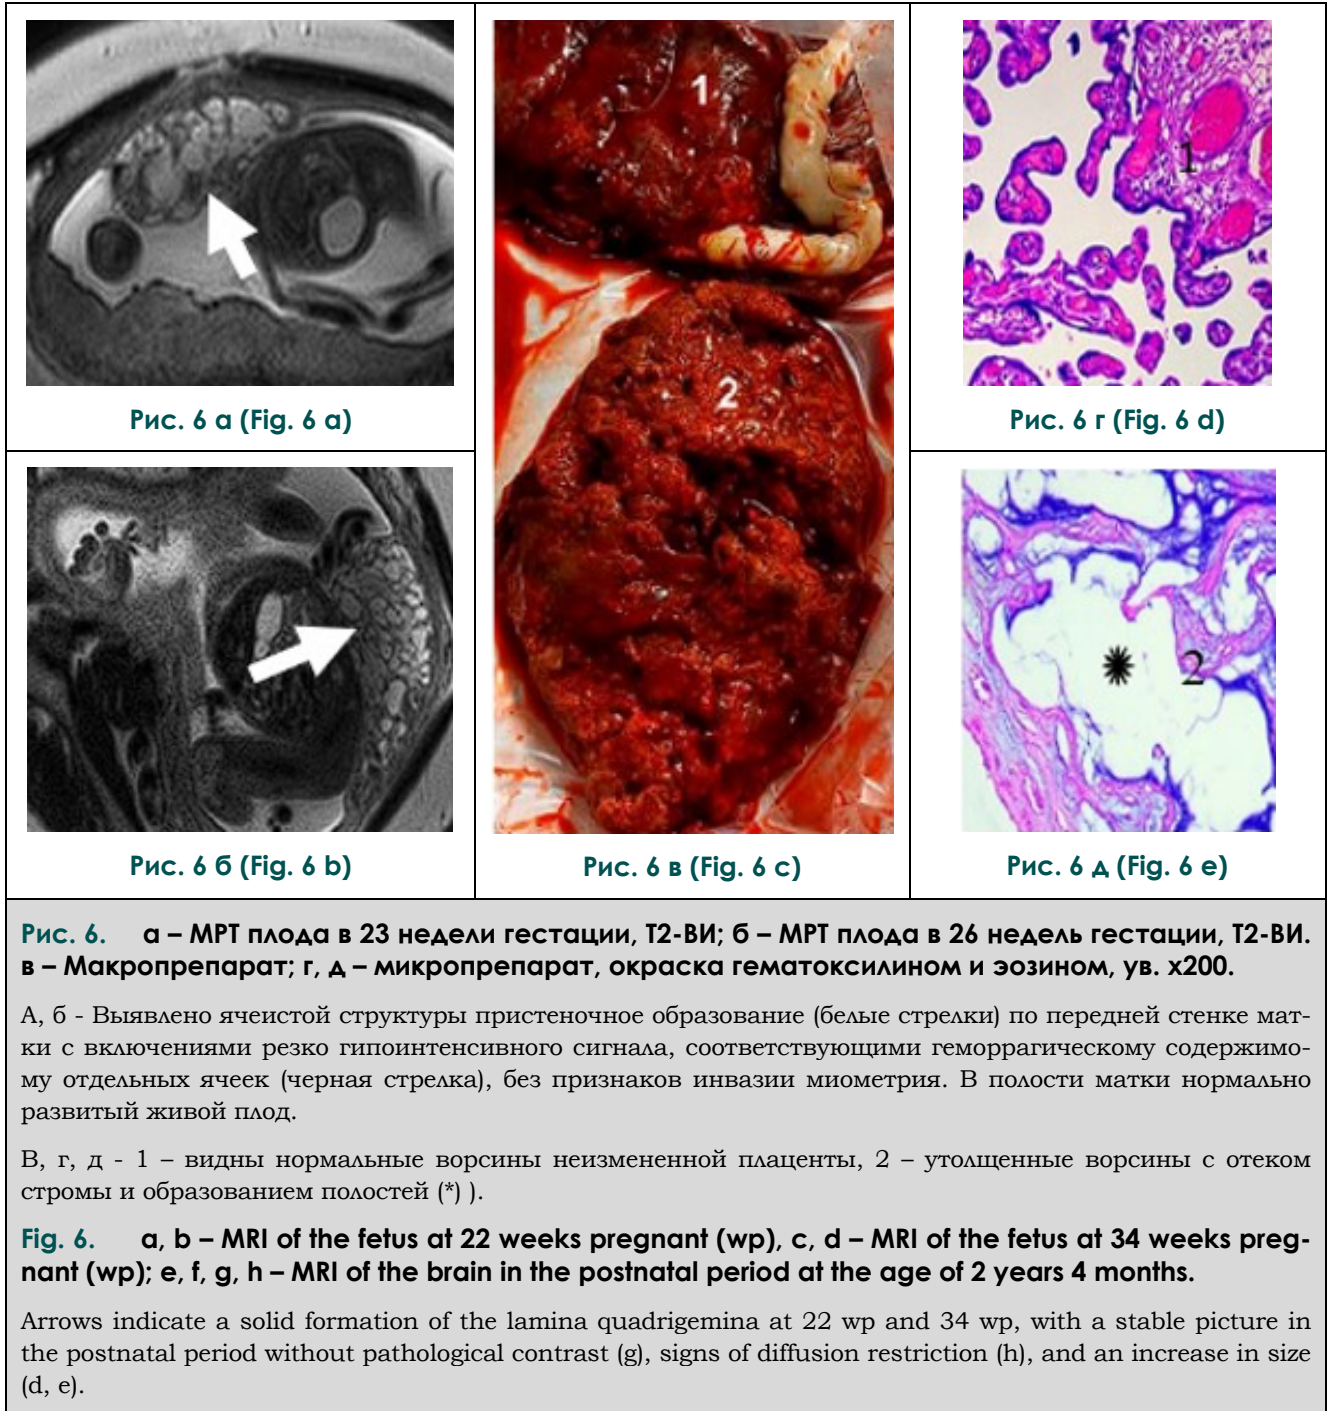 1
2
1
2
Рис. 6 а (Fig. 6 a)
Рис. 6 г (Fig. 6 d)
Рис. 6 б (Fig. 6 b)
Рис. 6 в (Fig. 6 c)
Рис. 6 д (Fig. 6 e)
Рис. 6. а – МРТ плода в 23 недели гестации, Т2-ВИ; б – МРТ плода в 26 недель гестации, Т2-ВИ.
в – Макропрепарат; г, д – микропрепарат, окраска гематоксилином и эозином, ув. х200.
А, б - Выявлено ячеистой структуры пристеночное образование (белые стрелки) по передней стенке мат-
ки с включениями резко гипоинтенсивного сигнала, соответствующими геморрагическому содержимо-
му отдельных ячеек (черная стрелка), без признаков инвазии миометрия. В полости матки нормально
развитый живой плод.
В, г, д - 1 – видны нормальные ворсины неизмененной плаценты, 2 – утолщенные ворсины с отеком
стромы и образованием полостей (*) ).
Fig. 6. a, b – MRI of the fetus at 22 weeks pregnant (wp), c, d – MRI of the fetus at 34 weeks preg-
nant (wp); e, f, g, h – MRI of the brain in the postnatal period at the age of 2 years 4 months.
Arrows indicate a solid formation of the lamina quadrigemina at 22 wp and 34 wp, with a stable picture in
the postnatal period without pathological contrast (g), signs of diffusion restriction (h), and an increase in size
(d, e).